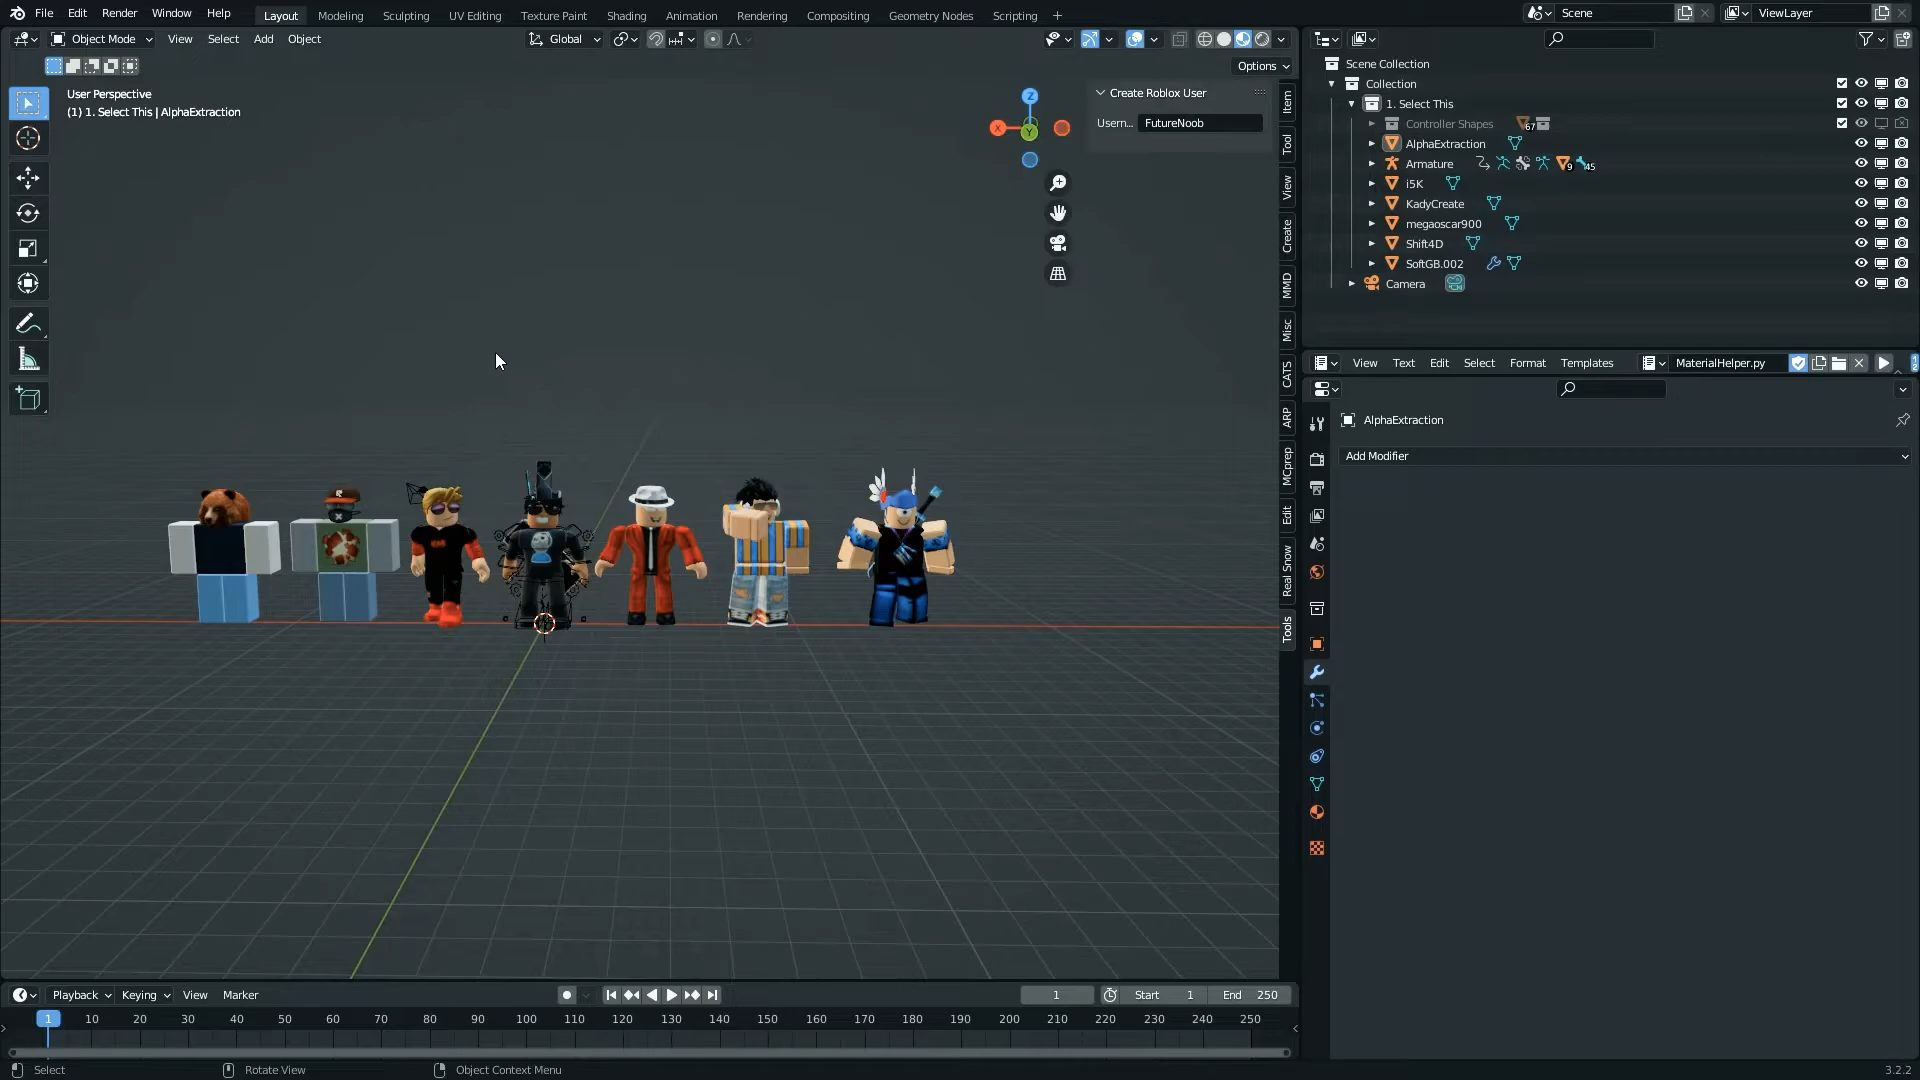 File Edit Render Window Help Layout Modeling Sculpting UV Editing Texture Paint Shading Animation Rendering Compositing Geometry Nodes Scripting + Scene ViewLayer
Object Mode View Select Add Object Global
Options
User Perspective
(1) 1. Select This | AlphaExtraction
Z
X
Y
Create Roblox User
Usern... FutureNoob
Item
Tool
View
Create
MMD
Misc
CATS
ARP
MCprep
Edit
Real Snow
Tools
Scene Collection
Collection
1. Select This
Controller Shapes 67
AlphaExtraction
Armature 9 45
i5K
KadyCreate
megaoscar900
Shift4D
SoftGB.002
Camera
View Text Edit Select Format Templates MaterialHelper.py
AlphaExtraction
Add Modifier
Playback Keying View Marker 1 Start 1 End 250
1 10 20 30 40 50 60 70 80 90 100 110 120 130 140 150 160 170 180 190 200 210 220 230 240 250
Select Rotate View Object Context Menu 3.2.2